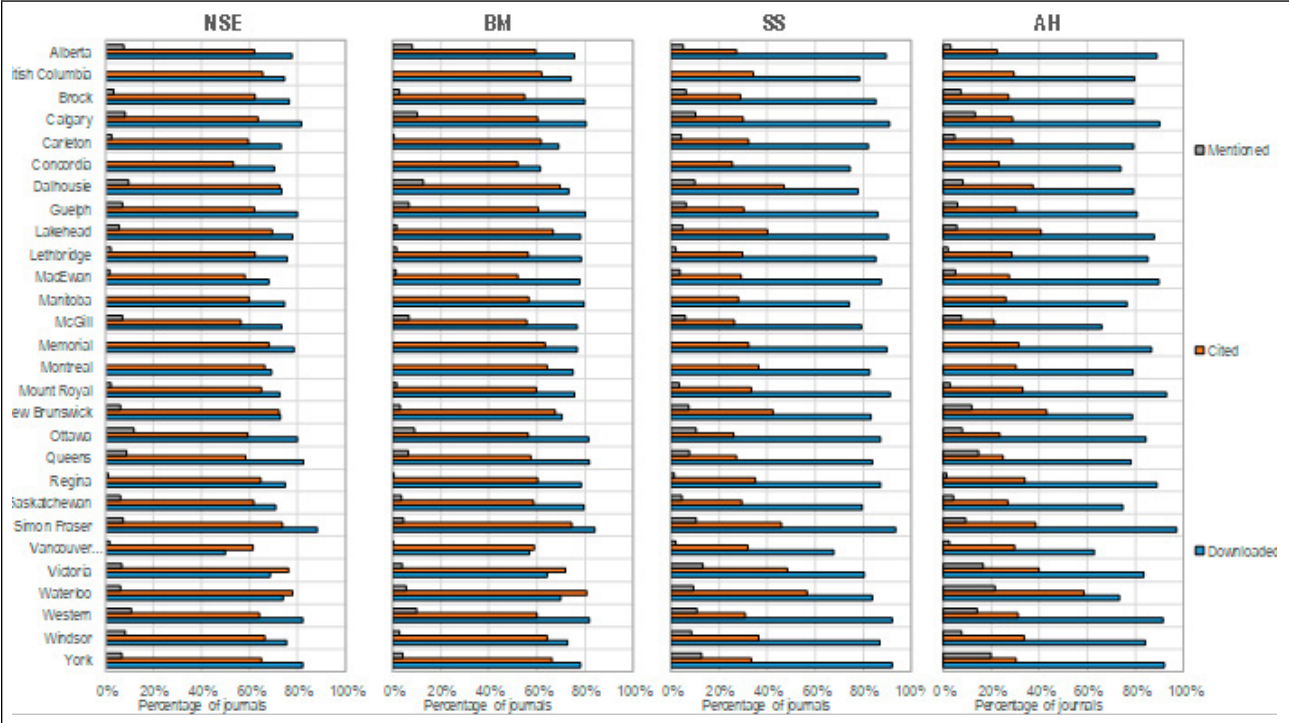 NSE BM SS AH
Alberta
itish Columbia
Brock
Calgary
Carleton
Concordia
Dalhousie
Guelph
Lakehead
Lethbridge
MacEwan
Manitoba
McGill
Memorial
Montreal
Mount Royal
ew Brunswick
Ottawa
Queens
Regina
Saskatchewan
Simon Fraser
Vancouver...
Victoria
Waterloo
Western
Windsor
York
Mentioned
Cited
Downloaded
0% 20% 40% 60% 80% 100% 0% 20% 40% 60% 80% 100% 0% 20% 40% 60% 80% 100% 0% 20% 40% 60% 80% 100%
Percentage of journals Percentage of journals Percentage of journals Percentage of journals